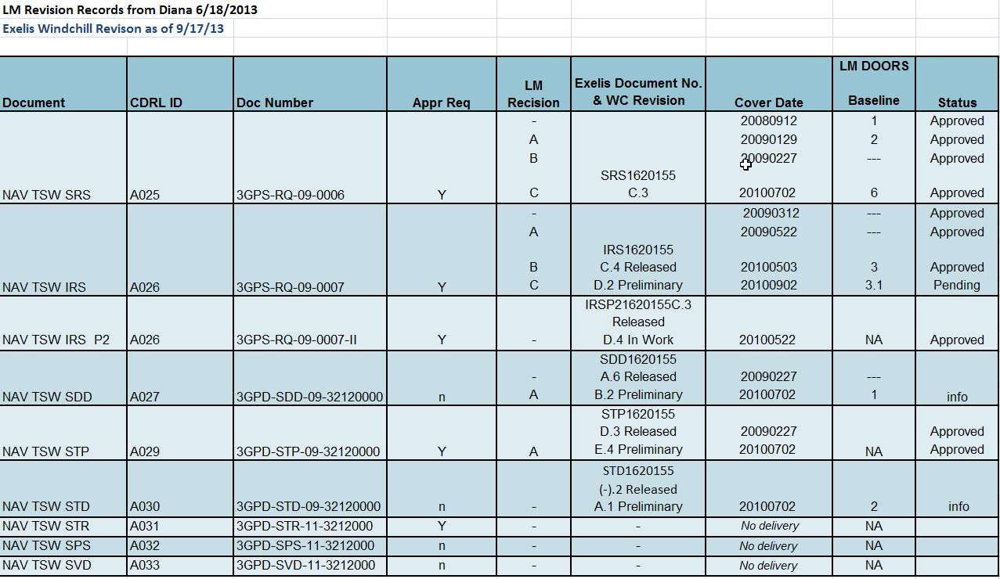 LM Revision Records from Diana 6/18/2013
Exelis Windchill Revison as of 9/17/13
Document CDRL ID Doc Number Appr Req LM Recision Exelis Document No. & WC Revision Cover Date LM DOORS Baseline Status
- 20080912 1 Approved
A 20090129 2 Approved
B 20090227 --- Approved
SRS1620155
NAV TSW SRS A025 3GPS-RQ-09-0006 Y C C.3 20100702 6 Approved
- 20090312 --- Approved
A 20090522 --- Approved
IRS1620155
B C.4 Released 20100503 3 Approved
NAV TSW IRS A026 3GPS-RQ-09-0007 Y C D.2 Preliminary 20100902 3.1 Pending
IRSP21620155C.3
Released
NAV TSW IRS  P2 A026 3GPS-RQ-09-0007-II Y - D.4 In Work 20100522 NA Approved
SDD1620155
- A.6 Released 20090227 ---
NAV TSW SDD A027 3GPD-SDD-09-32120000 n A B.2 Preliminary 20100702 1 info
STP1620155
D.3 Released 20090227 Approved
NAV TSW STP A029 3GPD-STP-09-32120000 Y A E.4 Preliminary 20100702 NA Approved
STD1620155
(-).2 Released
NAV TSW STD A030 3GPD-STD-09-32120000 n - A.1 Preliminary 20100702 2 info
NAV TSW STR A031 3GPD-STR-11-3212000 Y - - No delivery NA
NAV TSW SPS A032 3GPD-SPS-11-3212000 n - - No delivery NA
NAV TSW SVD A033 3GPD-SVD-11-3212000 n - - No delivery NA